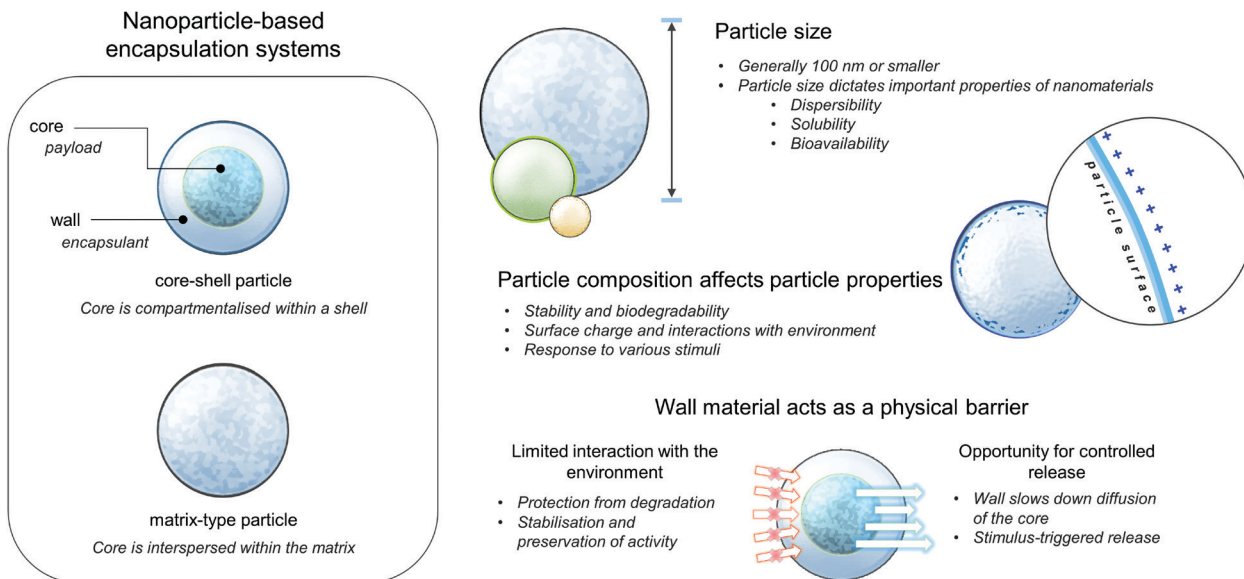 Nanoparticle-based
encapsulation systems
core
payload
wall
encapsulant
core-shell particle
Core is compartmentalised within a shell
matrix-type particle
Core is interspersed within the matrix
Particle size
• Generally 100 nm or smaller
• Particle size dictates important properties of nanomaterials
• Dispersibility
• Solubility
• Bioavailability
particle surface
+ + + + + + + + + + + +
Particle composition affects particle properties
• Stability and biodegradability
• Surface charge and interactions with environment
• Response to various stimuli
Wall material acts as a physical barrier
Limited interaction with the
environment
• Protection from degradation
• Stabilisation and
preservation of activity
Opportunity for controlled
release
• Wall slows down diffusion
of the core
• Stimulus-triggered release